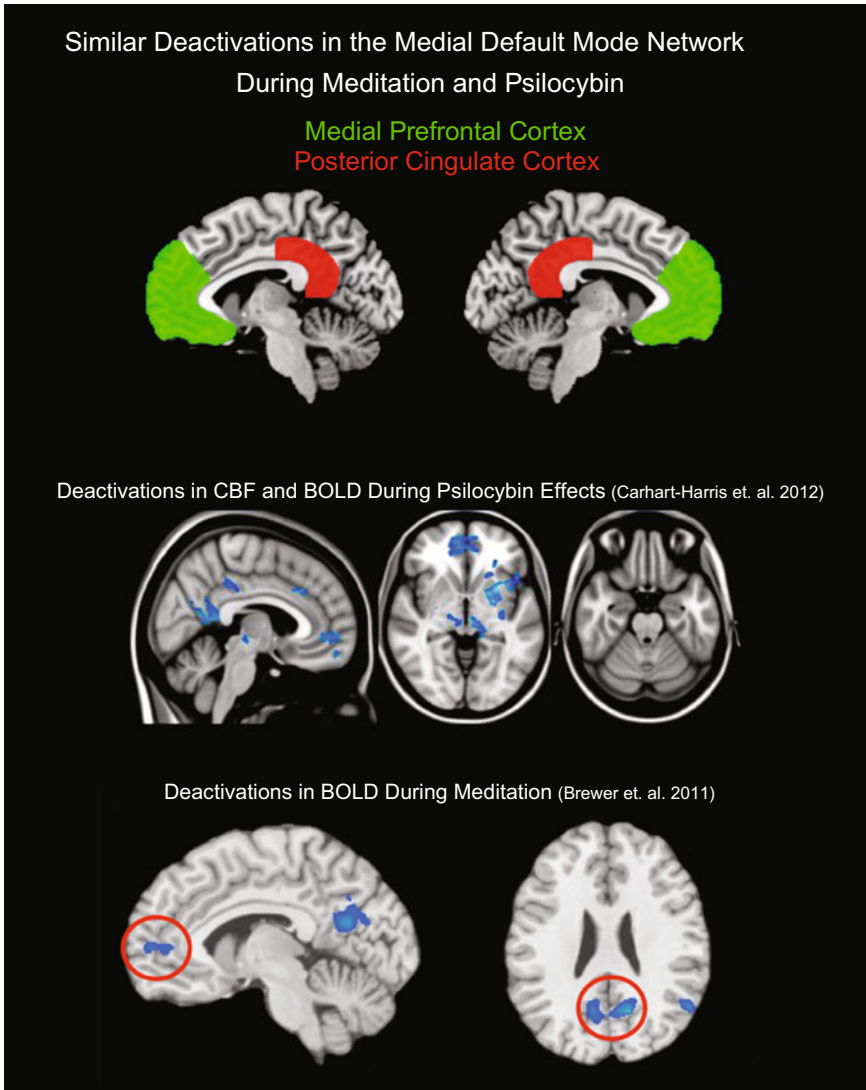 Similar Deactivations in the Medial Default Mode Network
During Meditation and Psilocybin
Medial Prefrontal Cortex
Posterior Cingulate Cortex
Deactivations in CBF and BOLD During Psilocybin Effects (Carhart-Harris et. al. 2012)
Deactivations in BOLD During Meditation (Brewer et. al. 2011)